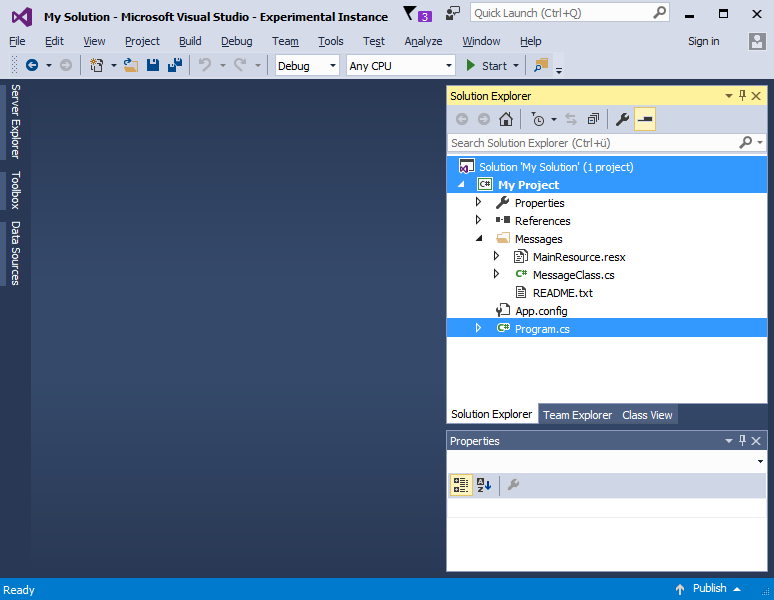 My Solution - Microsoft Visual Studio - Experimental Instance
3
Quick Launch (Ctrl+Q)
File Edit View Project Build Debug Team Tools Test Analyze Window Help Sign in
Debug Any CPU Start
Server Explorer
Toolbox
Data Sources
Solution Explorer
Search Solution Explorer (Ctrl+ü)
Solution 'My Solution' (1 project)
C# My Project
Properties
References
Messages
MainResource.resx
C# MessageClass.cs
README.txt
App.config
C# Program.cs
Solution Explorer Team Explorer Class View
Properties
A Z
Ready Publish